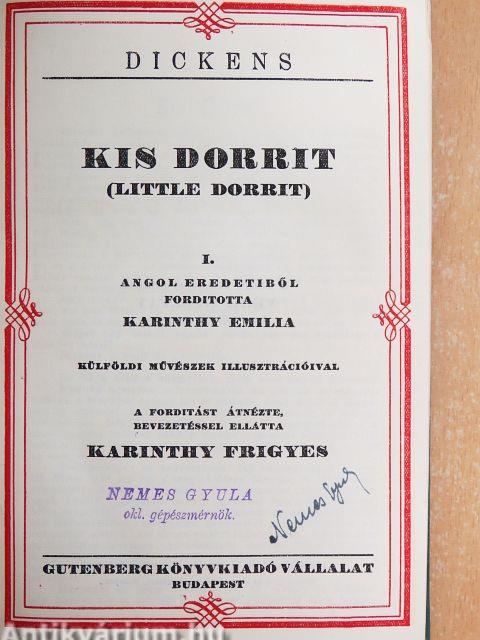 DICKENS
KIS DORRIT
(LITTLE DORRIT)
I.
ANGOL EREDETIBŐL
FORDITOTTA
KARINTHY EMILIA
KÜLFÖLDI MŰVÉSZEK ILLUSZTRÁCIÓIVAL
A FORDITÁST ÁTNÉZTE,
BEVEZETÉSSEL ELLÁTTA
KARINTHY FRIGYES
NEMES GYULA
okl. gépészmérnök.
Nemes Gyula
GUTENBERG KÖNYVKIADÓ VÁLLALAT
BUDAPEST
Antikvárium.hu